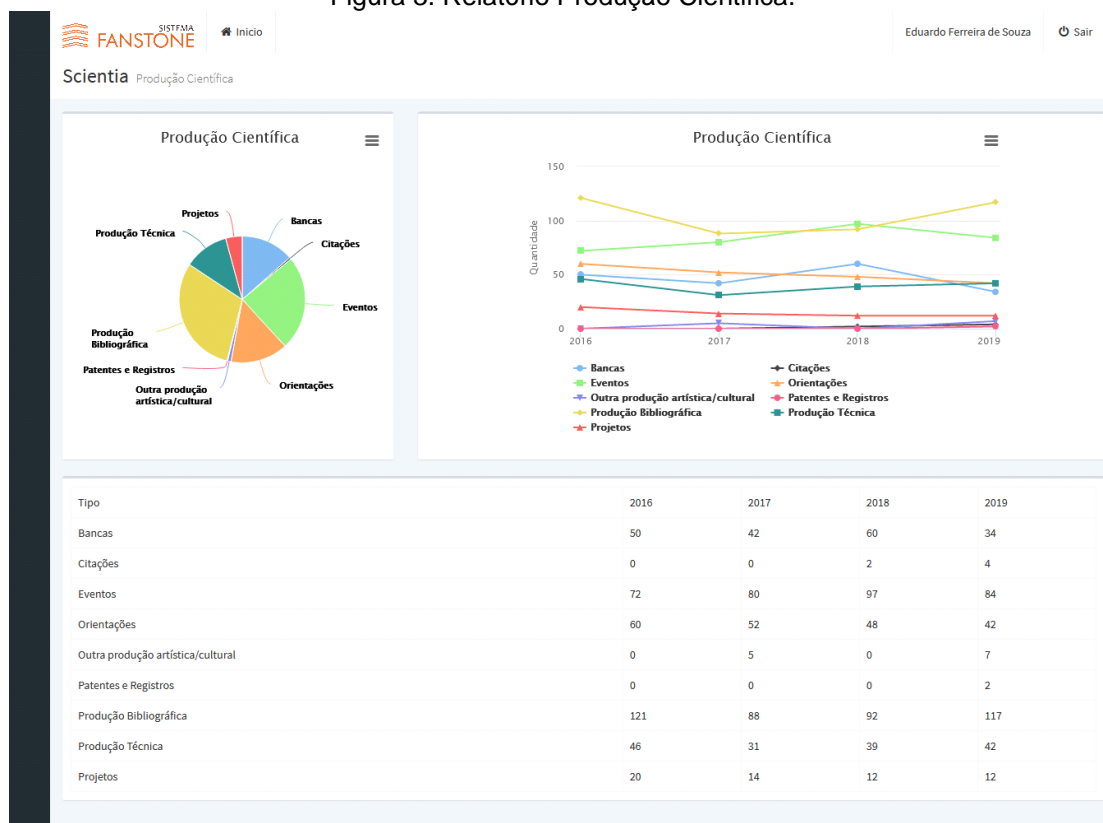 Figura 3. Relatório Produção Científica.
SISTEMA
FANSTONE
Inicio
Eduardo Ferreira de Souza
Sair
Scientia Produção Científica
Produção Científica
Projetos
Bancas
Produção Técnica
Citações
Eventos
Produção
Bibliográfica
Patentes e Registros
Outra produção
artística/cultural
Orientações
Produção Científica
150
100
50
0
Quantidade
2016 2017 2018 2019
Bancas Citações
Eventos Orientações
Outra produção artística/cultural Patentes e Registros
Produção Bibliográfica Produção Técnica
Projetos
Tipo 2016 2017 2018 2019
Bancas 50 42 60 34
Citações 0 0 2 4
Eventos 72 80 97 84
Orientações 60 52 48 42
Outra produção artística/cultural 0 5 0 7
Patentes e Registros 0 0 0 2
Produção Bibliográfica 121 88 92 117
Produção Técnica 46 31 39 42
Projetos 20 14 12 12